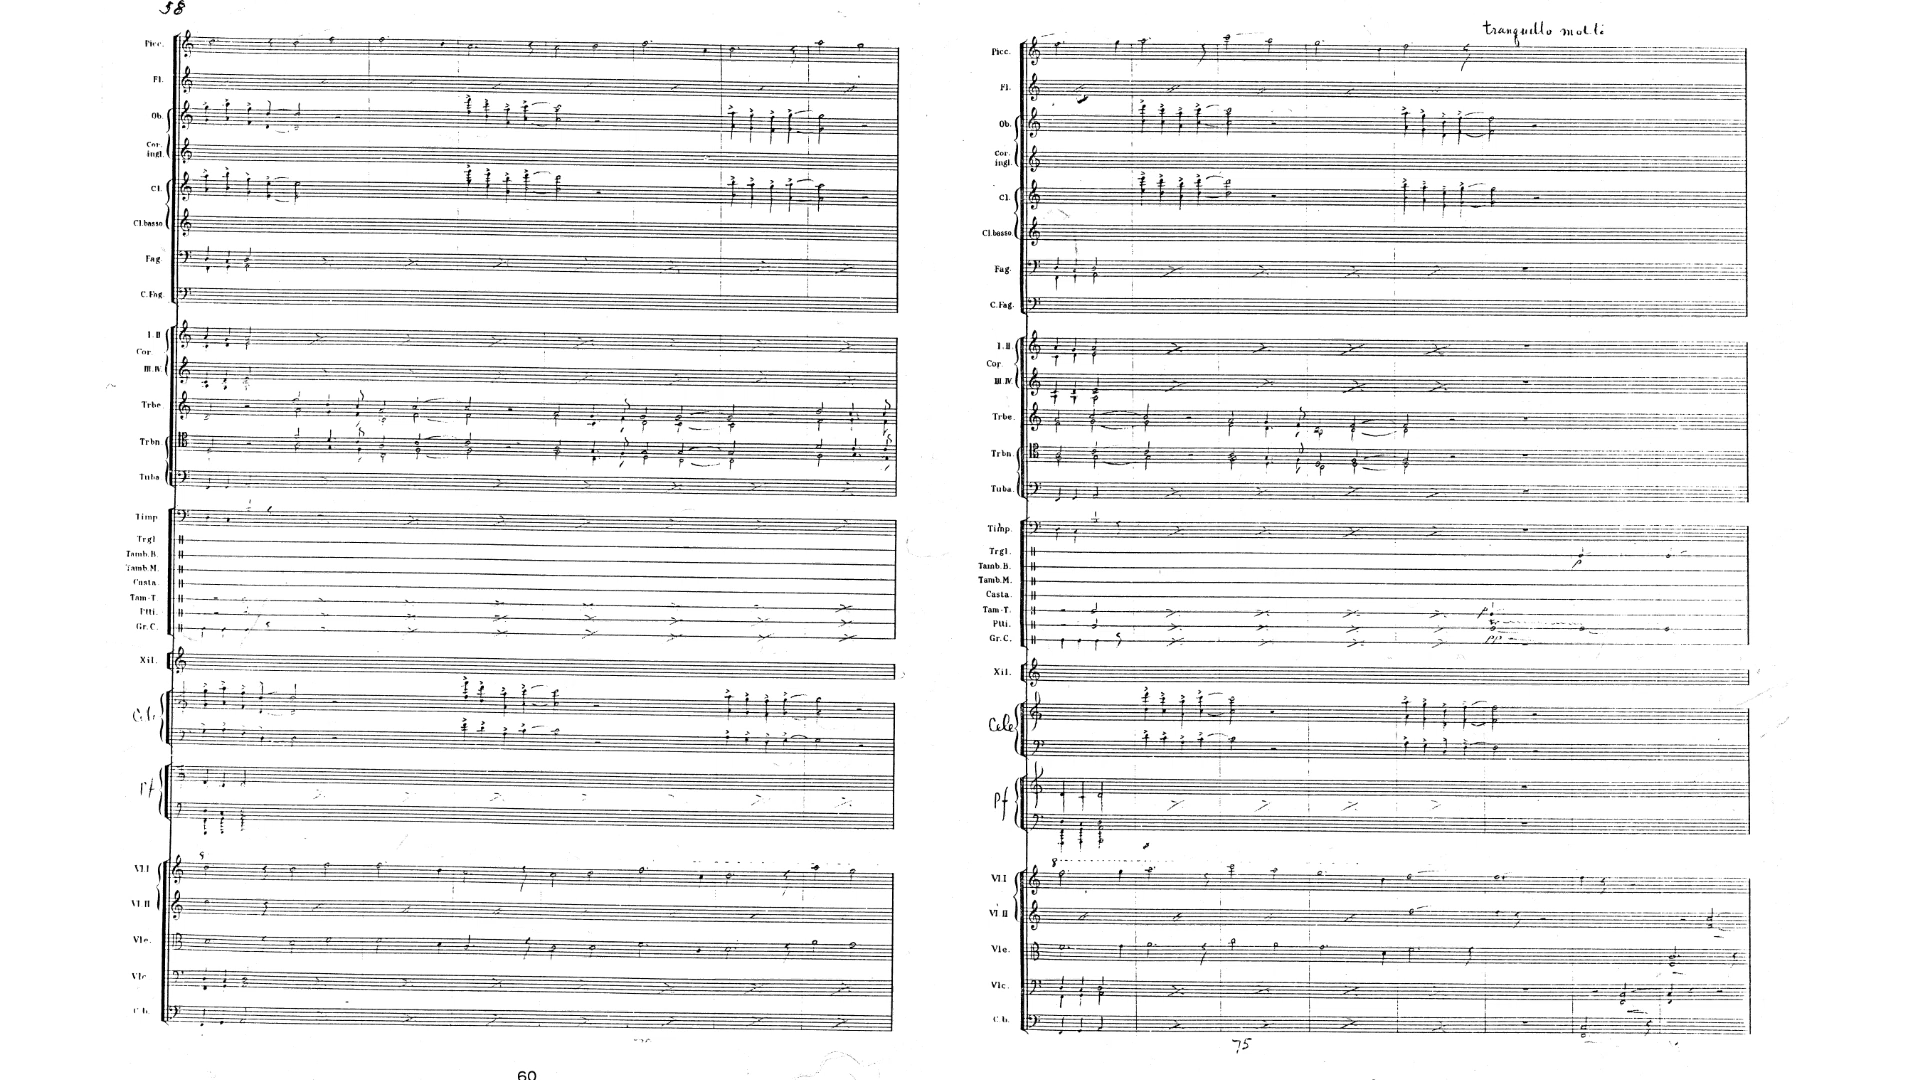 58
Picc.
Fl.
Ob.
Cor. ingl.
Cl.
Cl.basso
Fag.
C.Fag.
I.II
Cor.
III.IV.
Trbe.
Trbn
Tuba
Timp
Trgl
Tamb.B.
Tamb.M.
Casta.
Tam-T.
Ptti.
Gr.C.
Xil.
Cele
Pf
Vl.I
Vl.II
Vle.
Vlc
C.b.
60
tranquillo molto
Picc.
Fl.
Ob.
Cor. ingl.
Cl.
Cl.basso.
Fag.
C.Fag.
I.II.
Cor.
III.IV.
Trbe.
Trbn.
Tuba.
Timp.
Trgl.
Tamb.B.
Tamb.M.
Casta.
Tam-T.
Ptti.
Gr.C.
p
p
tr
pp
Xil.
Cele
Pf
8
Vl.I
Vl II
Vle.
Vlc.
C.b.
75